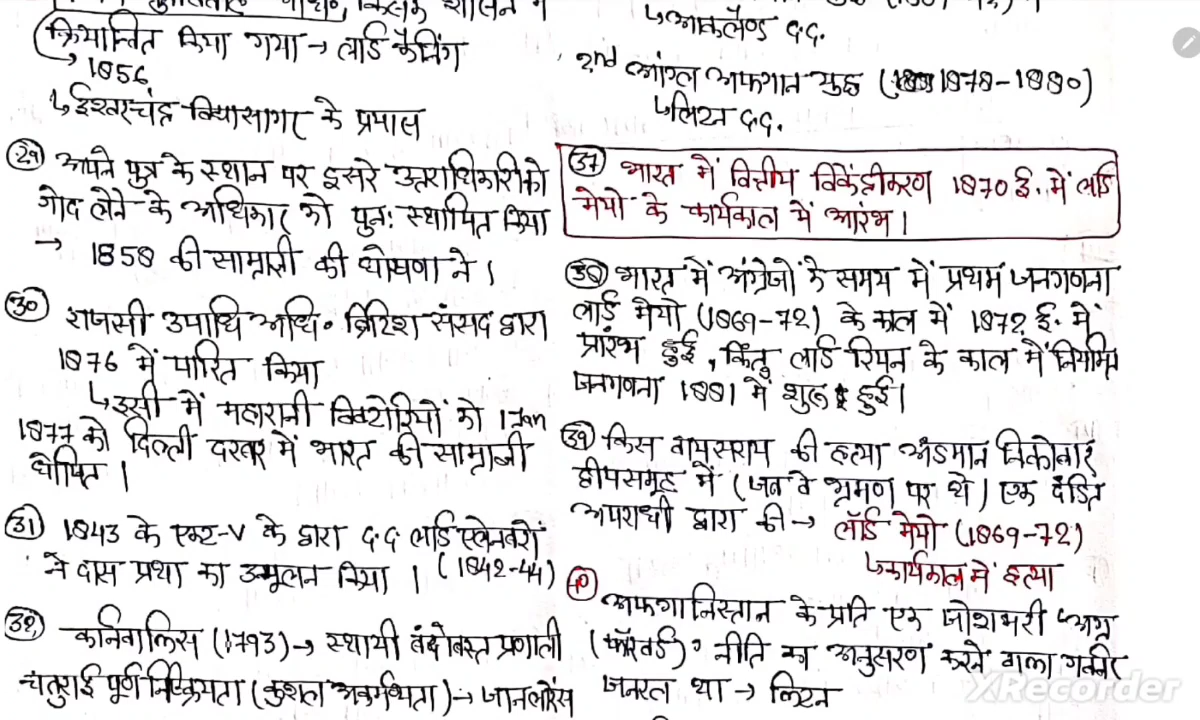 क्रियान्वित किया गया → लार्ड कैनिंग
→ 1856
↳ ईश्वरचंद्र विद्यासागर के प्रयास
(29) अपने पुत्र के स्थान पर दूसरे उत्तराधिकारी को
गोद लेने के अधिकार को पुनः स्थापित किया
→ 1858 की साम्राज्ञी की घोषणा ने।
(30) राजसी उपाधि अधि॰ ब्रिटिश संसद द्वारा
1876 में पारित किया
↳ इसी में महारानी विक्टोरियो को 1 Jan
1877 को दिल्ली दरबार में भारत की साम्राज्ञी
घोषित।
(31) 1843 के एक्ट-V के द्वारा ग.ज. लार्ड एलेनबरो
ने दास प्रथा का उन्मूलन किया। (1842-44)
(32) कार्नवालिस (1793) → स्थायी बंदोबस्त प्रणाली
चतुराई पूर्ण निष्क्रियता (कुशल अकर्मण्यता) → जान लॉरेंस
↳ आकलैण्ड ग.ज.
2nd आंग्ल अफगान युद्ध (1878-1880)
↳ लिटन ग.ज.
(37) भारत में वित्तीय विकेंद्रीकरण 1870 ई. में लार्ड
मेयो के कार्यकाल में आरंभ।
(38) भारत में अंग्रेजों के समय में प्रथम जनगणना
लार्ड मेयो (1869-72) के काल में 1872 ई. में
प्रारंभ हुई, किंतु लार्ड रिपन के काल में नियमित
जनगणना 1881 में शुरू हुई।
(39) किस वायसराय की हत्या अंडमान निकोबार
द्वीपसमूह में (जब वे भ्रमण पर थे) एक दंडित
अपराधी द्वारा की → लॉर्ड मेयो (1869-72)
↳ कार्यकाल में हत्या
(40) अफगानिस्तान के प्रति एक जोशभरी अग्र
(फॉरवर्ड) नीति का अनुसरण करने वाला गवर्नर
जनरल था → लिटन
XRecorder